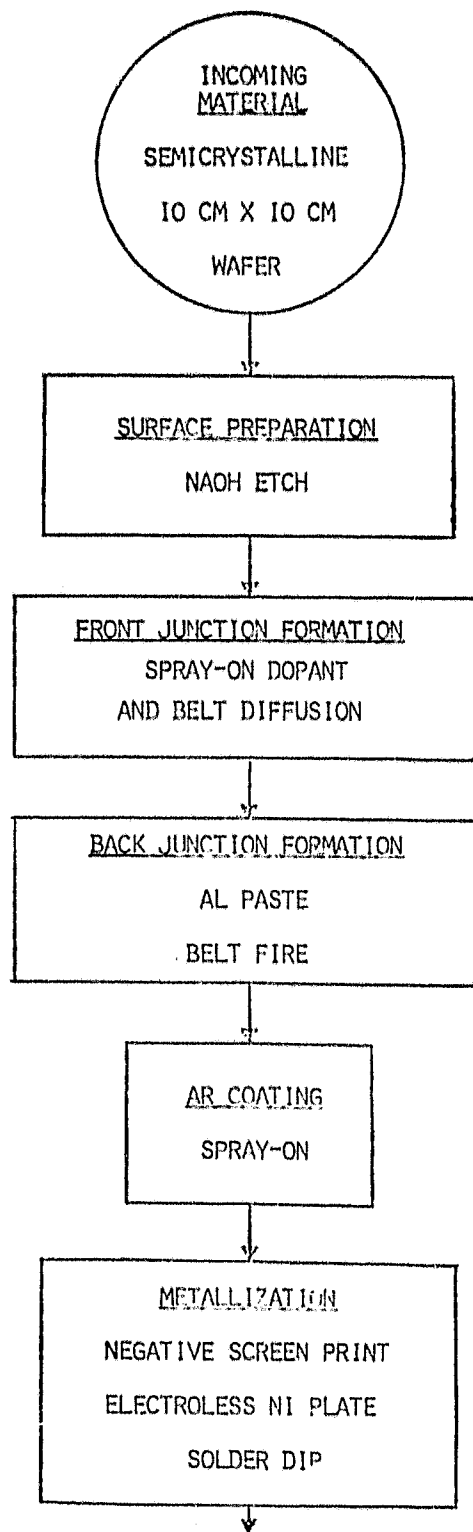 INCOMING
MATERIAL
SEMICRYSTALLINE
10 CM X 10 CM
WAFER
SURFACE PREPARATION
NAOH ETCH
FRONT JUNCTION FORMATION
SPRAY-ON DOPANT
AND BELT DIFFUSION
BACK JUNCTION FORMATION
AL PASTE
BELT FIRE
AR COATING
SPRAY-ON
METALLIZATION
NEGATIVE SCREEN PRINT
ELECTROLESS NI PLATE
SOLDER DIP